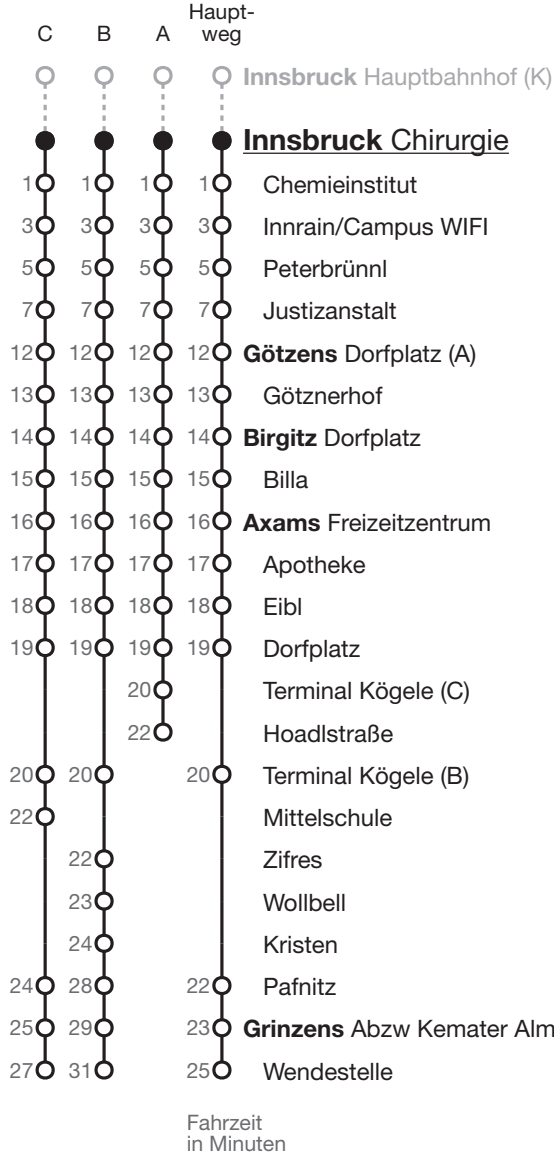 Haupt-
C B A weg
Innsbruck Hauptbahnhof (K)
Innsbruck Chirurgie
1 1 1 1 Chemieinstitut
3 3 3 3 Innrain/Campus WIFI
5 5 5 5 Peterbrünnl
7 7 7 7 Justizanstalt
12 12 12 12 Götzens Dorfplatz (A)
13 13 13 13 Götznerhof
14 14 14 14 Birgitz Dorfplatz
15 15 15 15 Billa
16 16 16 16 Axams Freizeitzentrum
17 17 17 17 Apotheke
18 18 18 18 Eibl
19 19 19 19 Dorfplatz
20 Terminal Kögele (C)
22 Hoadlstraße
20 20 20 Terminal Kögele (B)
22 Mittelschule
22 Zifres
23 Wollbell
24 Kristen
24 28 22 Pafnitz
25 29 23 Grinzens Abzw Kemater Alm
27 31 25 Wendestelle
Fahrzeit
in Minuten